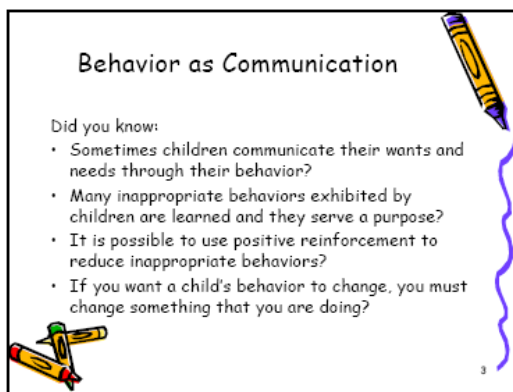 Behavior as Communication
Did you know:
• Sometimes children communicate their wants and
needs through their behavior?
• Many inappropriate behaviors exhibited by
children are learned and they serve a purpose?
• It is possible to use positive reinforcement to
reduce inappropriate behaviors?
• If you want a child's behavior to change, you must
change something that you are doing?
3